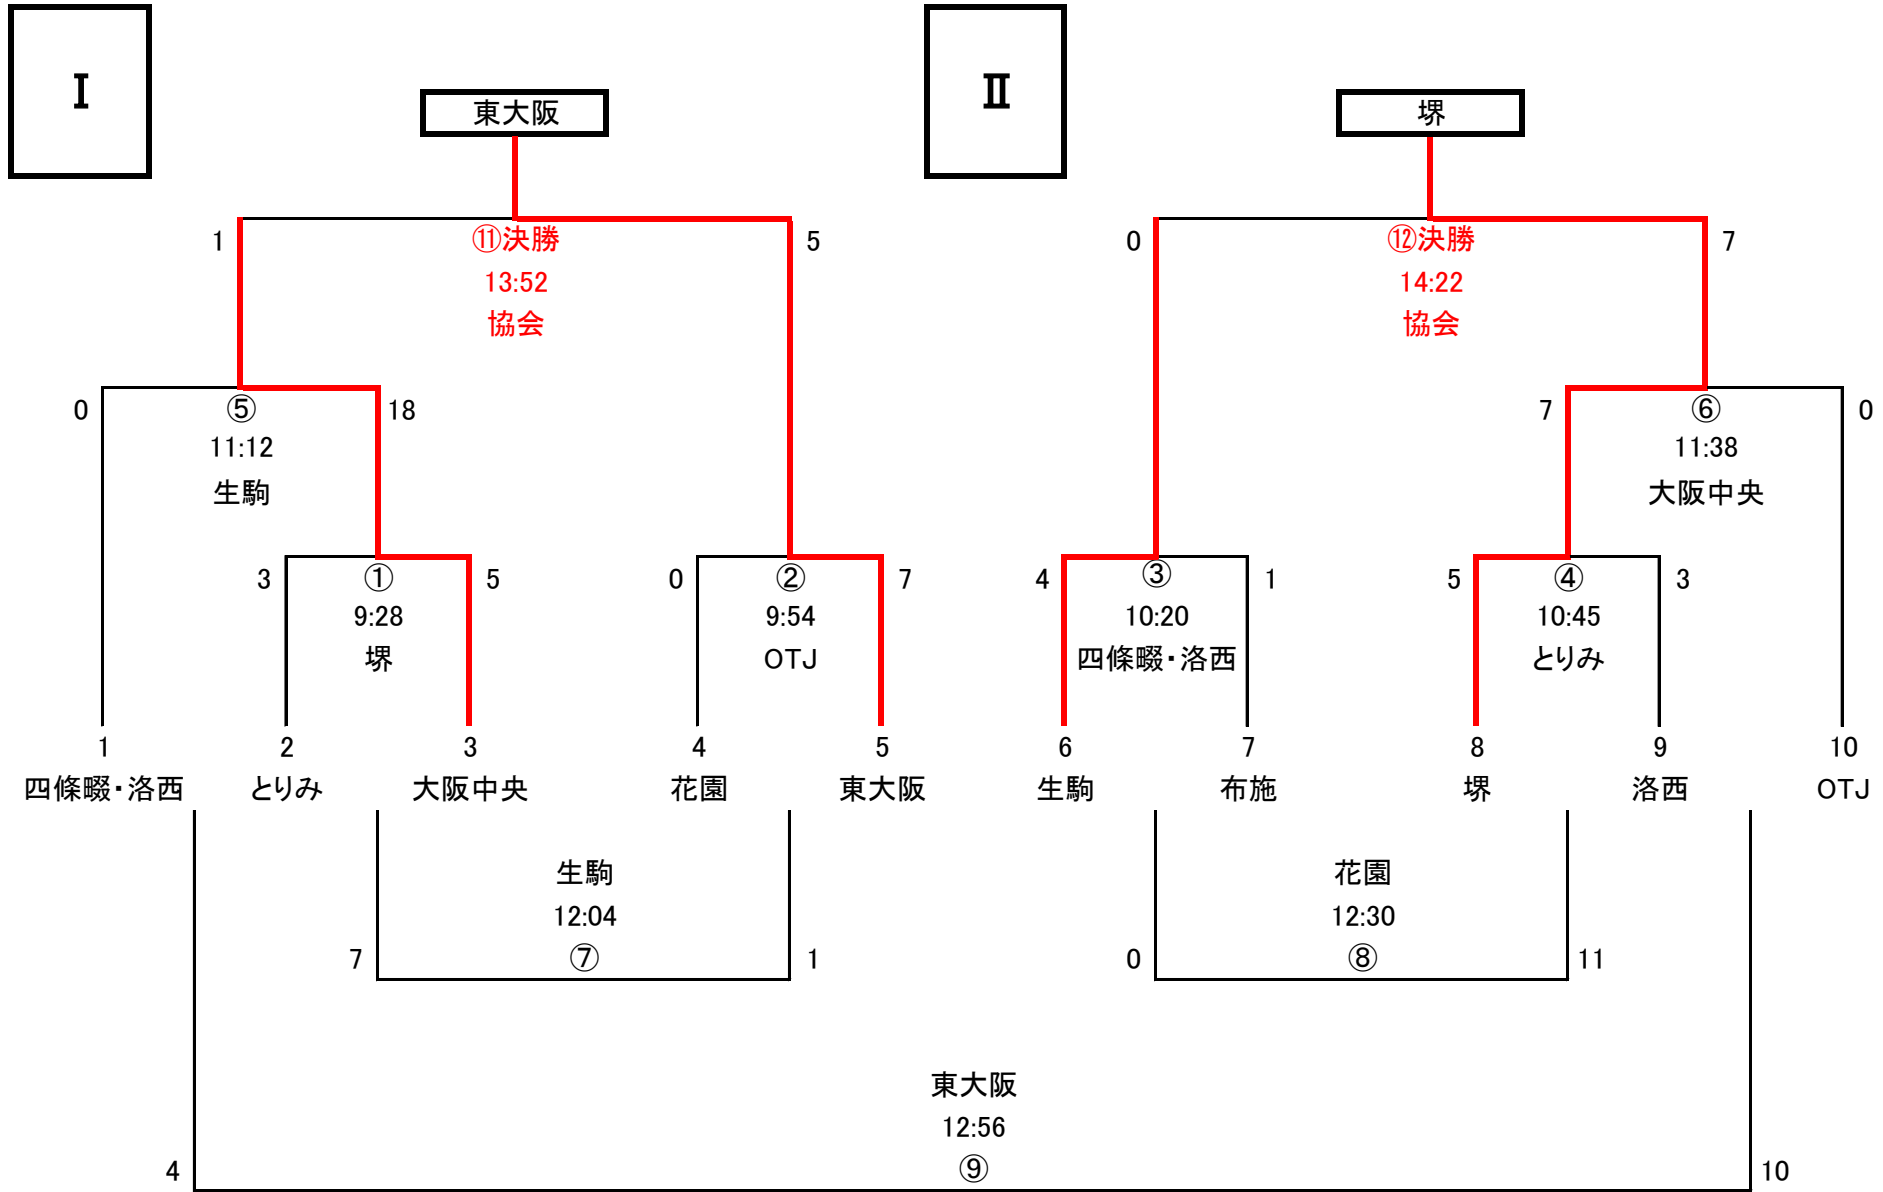 Ⅰ
Ⅱ
東大阪
堺
1
⑪決勝
5
0
⑫決勝
7
13:52
14:22
協会
協会
0
⑤
18
7
⑥
0
11:12
11:38
生駒
大阪中央
3
①
5
0
②
7
4
③
1
5
④
3
9:28
9:54
10:20
10:45
堺
OTJ
四條畷・洛西
とりみ
1
2
3
4
5
6
7
8
9
10
四條畷・洛西
とりみ
大阪中央
花園
東大阪
生駒
布施
堺
洛西
OTJ
生駒
花園
12:04
12:30
7
⑦
1
0
⑧
11
東大阪
12:56
4
⑨
10